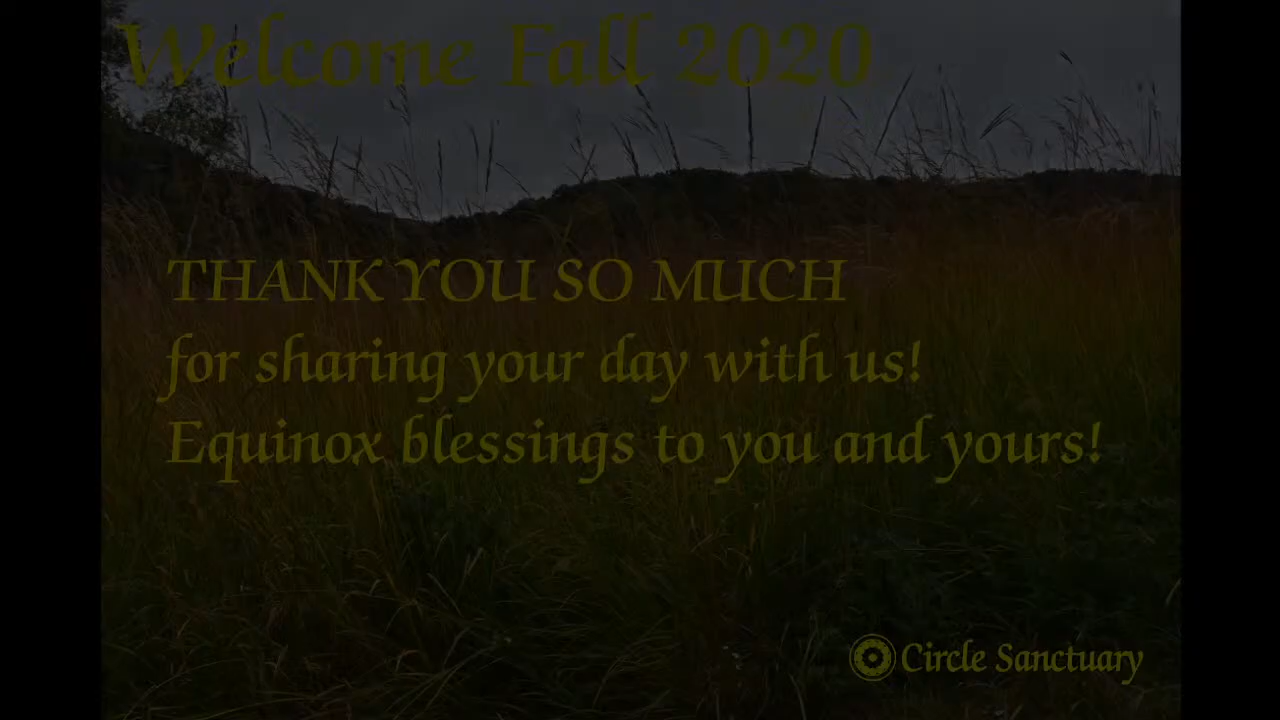 Welcome Fall 2020
THANK YOU SO MUCH
for sharing your day with us!
Equinox blessings to you and yours!
Circle Sanctuary